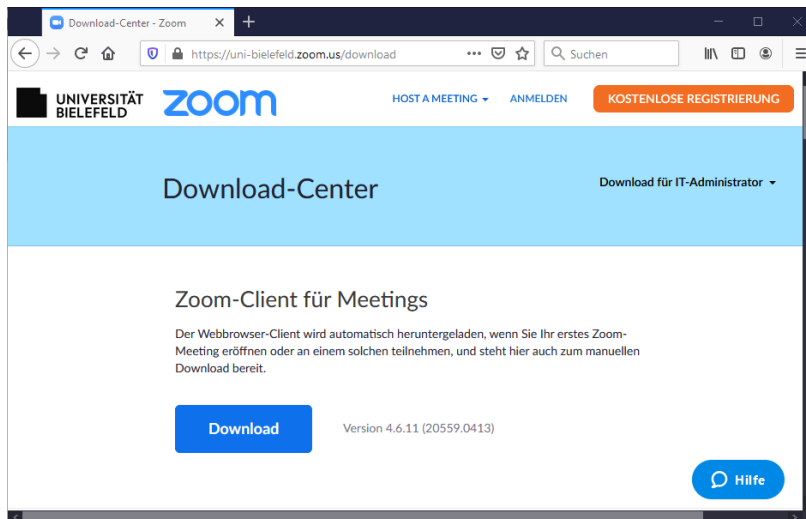 Download-Center - Zoom
https://uni-bielefeld.zoom.us/download
Suchen
UNIVERSITÄT
BIELEFELD
zoom
HOST A MEETING
ANMELDEN
KOSTENLOSE REGISTRIERUNG
Download-Center
Download für IT-Administrator
Zoom-Client für Meetings
Der Webbrowser-Client wird automatisch heruntergeladen, wenn Sie Ihr erstes Zoom-
Meeting eröffnen oder an einem solchen teilnehmen, und steht hier auch zum manuellen
Download bereit.
Download
Version 4.6.11 (20559.0413)
Hilfe